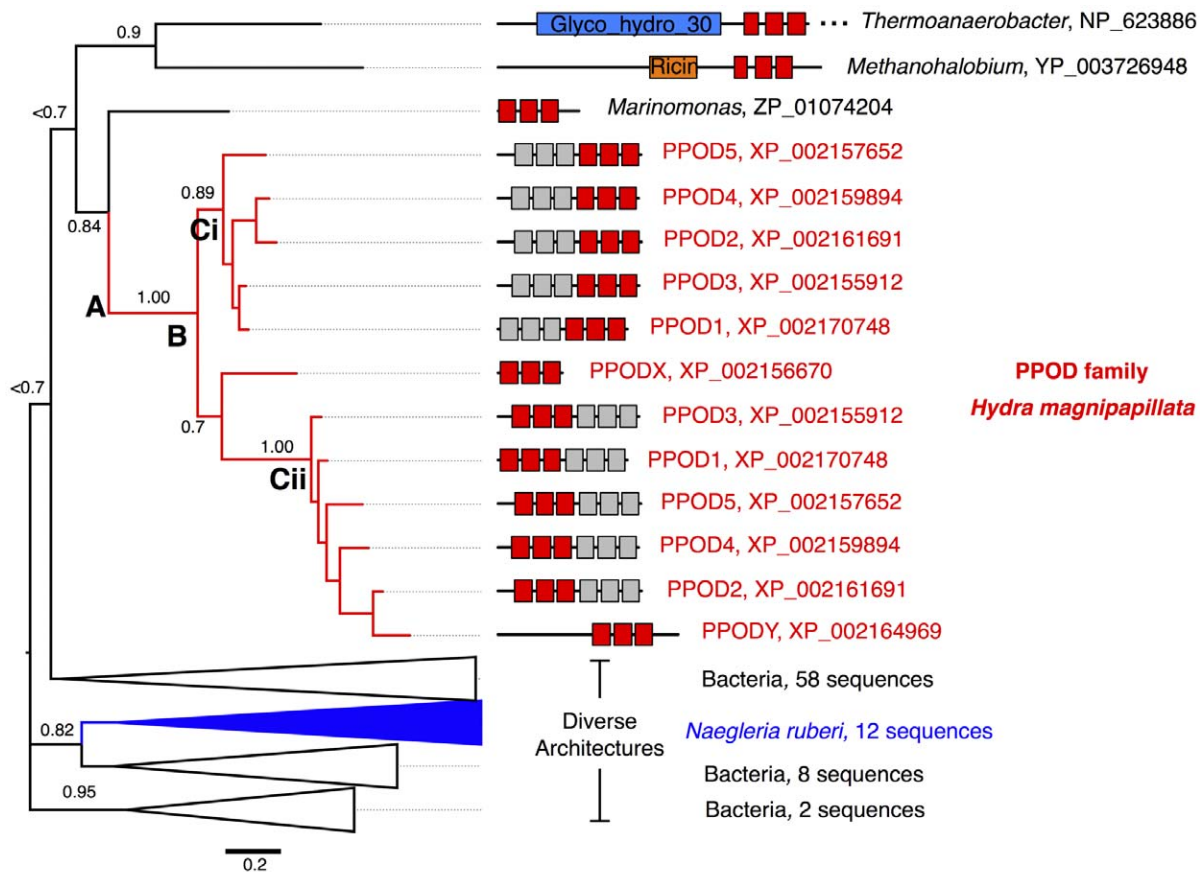 0.9
Glyco_hydro_30
Thermoanaerobacter, NP_623886
Ricin
Methanohalobium, YP_003726948
<0.7
Marinomonas, ZP_01074204
PPOD5, XP_002157652
0.89
PPOD4, XP_002159894
0.84
Ci
PPOD2, XP_002161691
PPOD3, XP_002155912
A
1.00
B
PPOD1, XP_002170748
<0.7
PPODX, XP_002156670
PPOD family
Hydra magnipapillata
0.7
PPOD3, XP_002155912
1.00
Cii
PPOD1, XP_002170748
PPOD5, XP_002157652
PPOD4, XP_002159894
PPOD2, XP_002161691
PPODY, XP_002164969
Bacteria, 58 sequences
0.82
Diverse
Architectures
Naegleria ruberi, 12 sequences
Bacteria, 8 sequences
0.95
Bacteria, 2 sequences
0.2